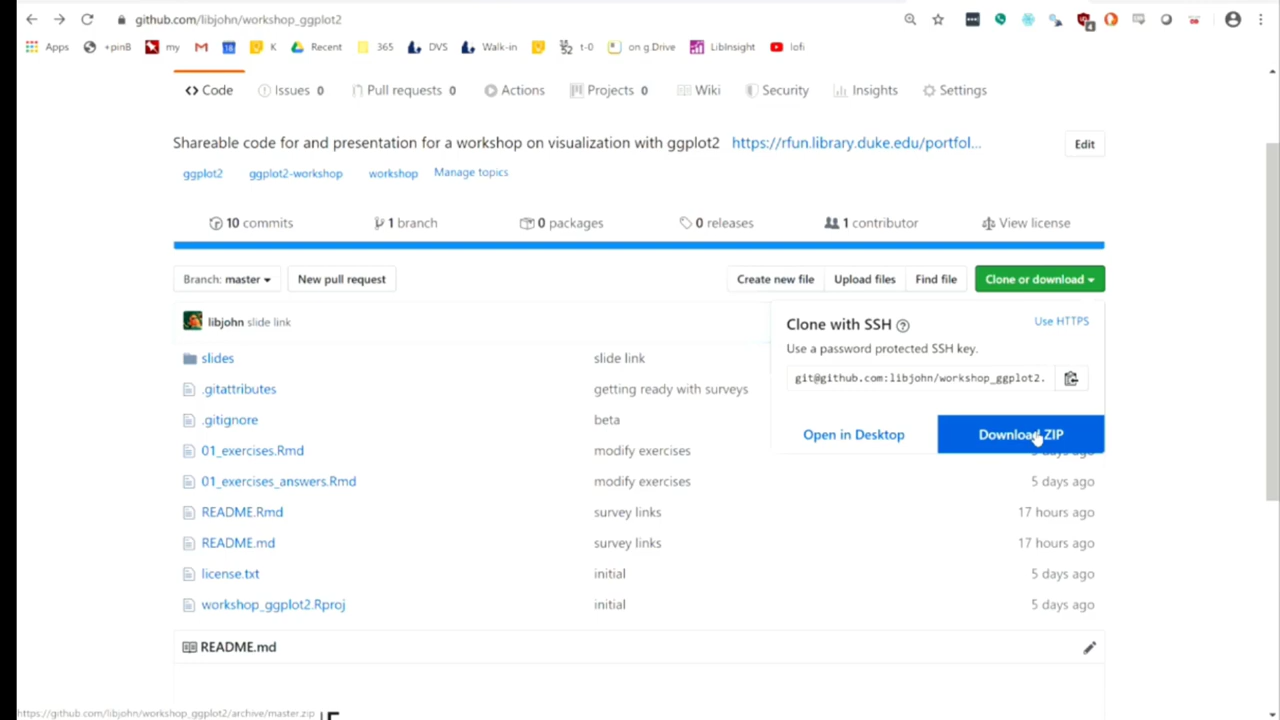 github.com/libjohn/workshop_ggplot2
Apps +pinB my K Recent 365 DVS Walk-in t-0 on g Drive LibInsight lofi
<> Code Issues 0 Pull requests 0 Actions Projects 0 Wiki Security Insights Settings
Shareable code for and presentation for a workshop on visualization with ggplot2 https://rfun.library.duke.edu/portfol... Edit
ggplot2 ggplot2-workshop workshop Manage topics
10 commits 1 branch 0 packages 0 releases 1 contributor View license
Branch: master New pull request Create new file Upload files Find file Clone or download
libjohn slide link
Clone with SSH ? Use HTTPS
Use a password protected SSH key.
git@github.com:libjohn/workshop_ggplot2.
Open in Desktop Download ZIP
slides slide link
.gitattributes getting ready with surveys
.gitignore beta
01_exercises.Rmd modify exercises 5 days ago
01_exercises_answers.Rmd modify exercises 5 days ago
README.Rmd survey links 17 hours ago
README.md survey links 17 hours ago
license.txt initial 5 days ago
workshop_ggplot2.Rproj initial 5 days ago
README.md
https://github.com/libjohn/workshop_ggplot2/archive/master.zip